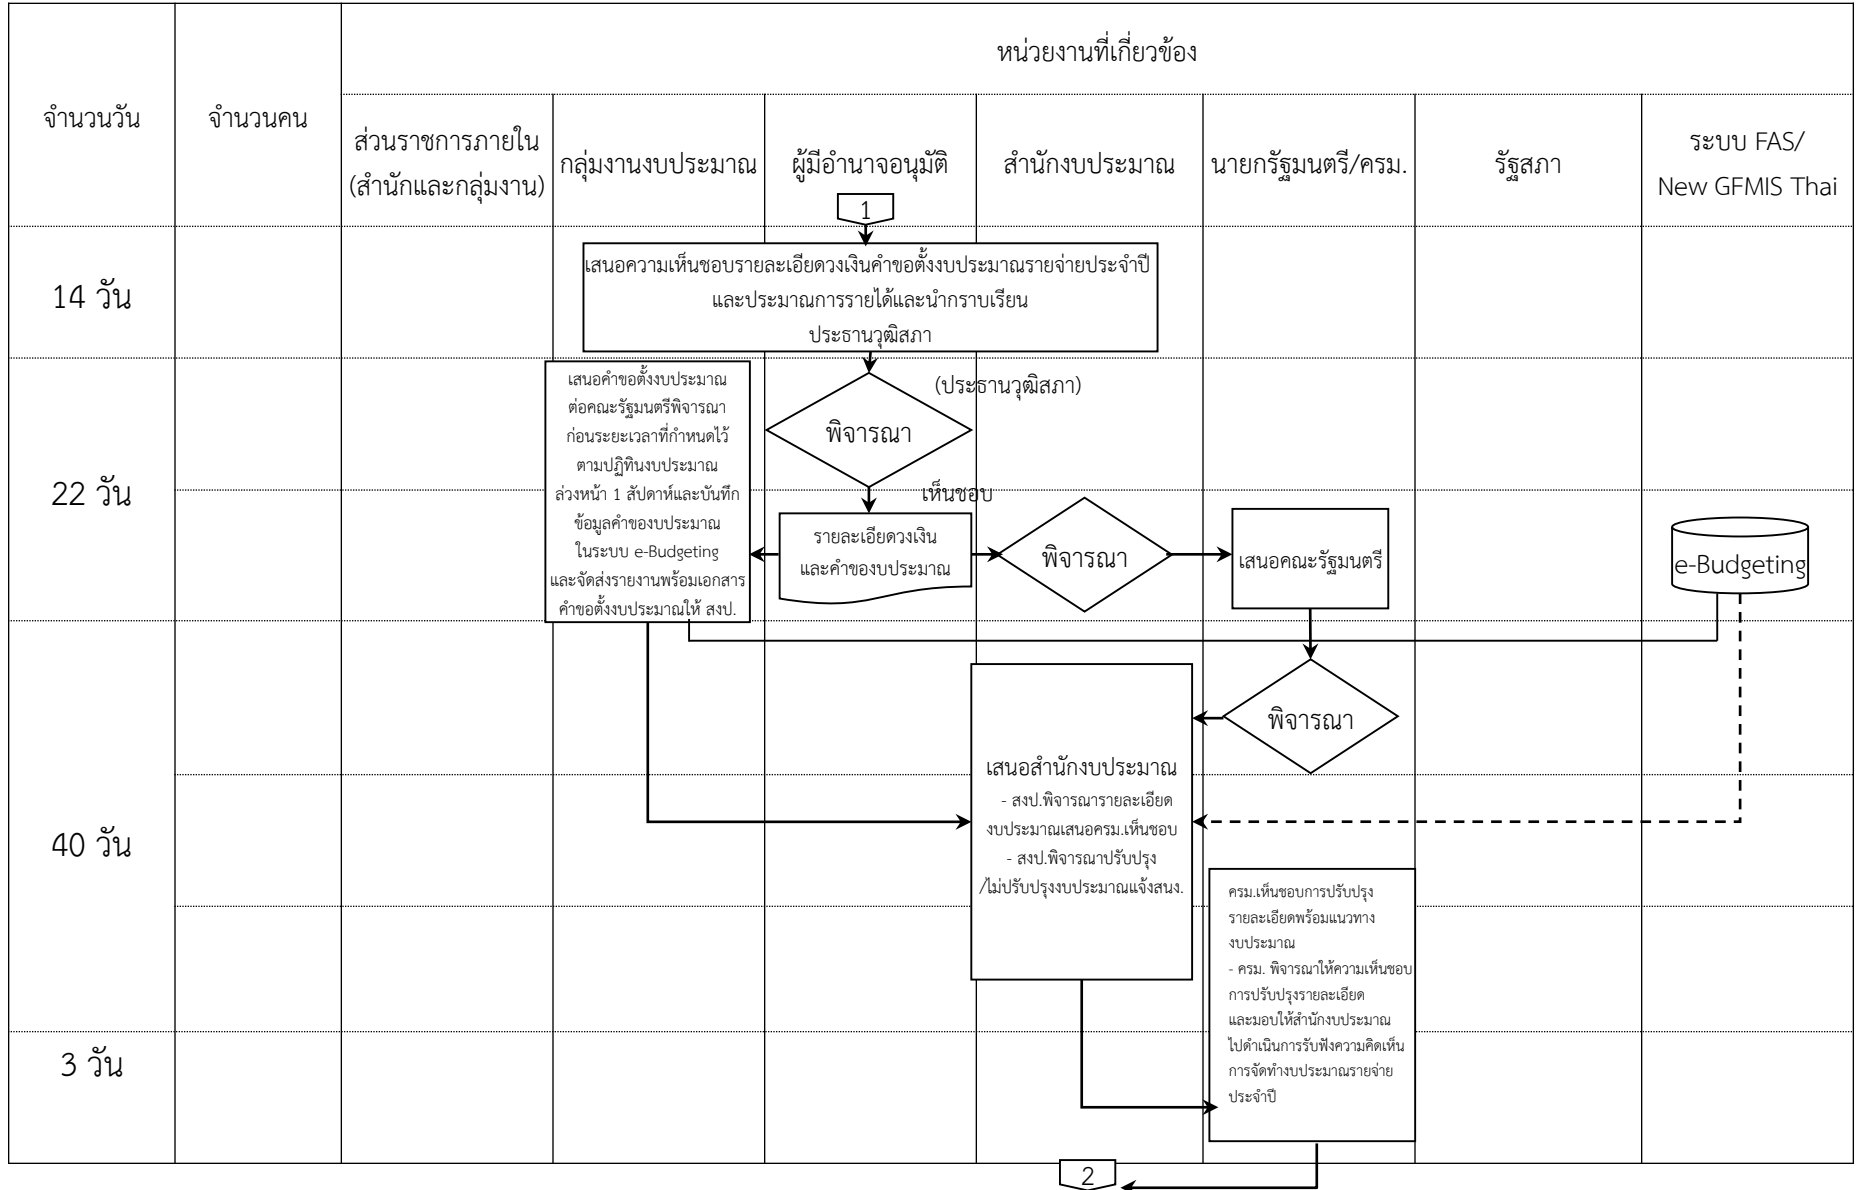 หน่วยงานที่เกี่ยวข้อง
จำนวนวัน
จำนวนคน
ส่วนราชการภายใน
(สำนักและกลุ่มงาน)
กลุ่มงานงบประมาณ
ผู้มีอำนาจอนุมัติ
สำนักงบประมาณ
นายกรัฐมนตรี/ครม.
รัฐสภา
ระบบ FAS/
New GFMIS Thai
1
14 วัน
เสนอความเห็นชอบรายละเอียดวงเงินคำขอตั้งงบประมาณรายจ่ายประจำปี
และประมาณการรายได้และนำกราบเรียน
ประธานวุฒิสภา
22 วัน
เสนอคำขอตั้งงบประมาณ
ต่อคณะรัฐมนตรีพิจารณา
ก่อนระยะเวลาที่กำหนดไว้
ตามปฏิทินงบประมาณ
ล่วงหน้า 1 สัปดาห์และบันทึก
ข้อมูลคำของบประมาณ
ในระบบ e-Budgeting
และจัดส่งรายงานพร้อมเอกสาร
คำขอตั้งงบประมาณให้ สงป.
(ประธานวุฒิสภา)
พิจารณา
เห็นชอบ
รายละเอียดวงเงิน
และคำของบประมาณ
พิจารณา
เสนอคณะรัฐมนตรี
e-Budgeting
พิจารณา
40 วัน
เสนอสำนักงบประมาณ
- สงป.พิจารณารายละเอียด
งบประมาณเสนอครม.เห็นชอบ
- สงป.พิจารณาปรับปรุง
/ไม่ปรับปรุงงบประมาณแจ้งสนง.
ครม.เห็นชอบการปรับปรุง
รายละเอียดพร้อมแนวทาง
งบประมาณ
- ครม. พิจารณาให้ความเห็นชอบ
การปรับปรุงรายละเอียด
และมอบให้สำนักงบประมาณ
ไปดำเนินการรับฟังความคิดเห็น
การจัดทำงบประมาณรายจ่าย
ประจำปี
3 วัน
2